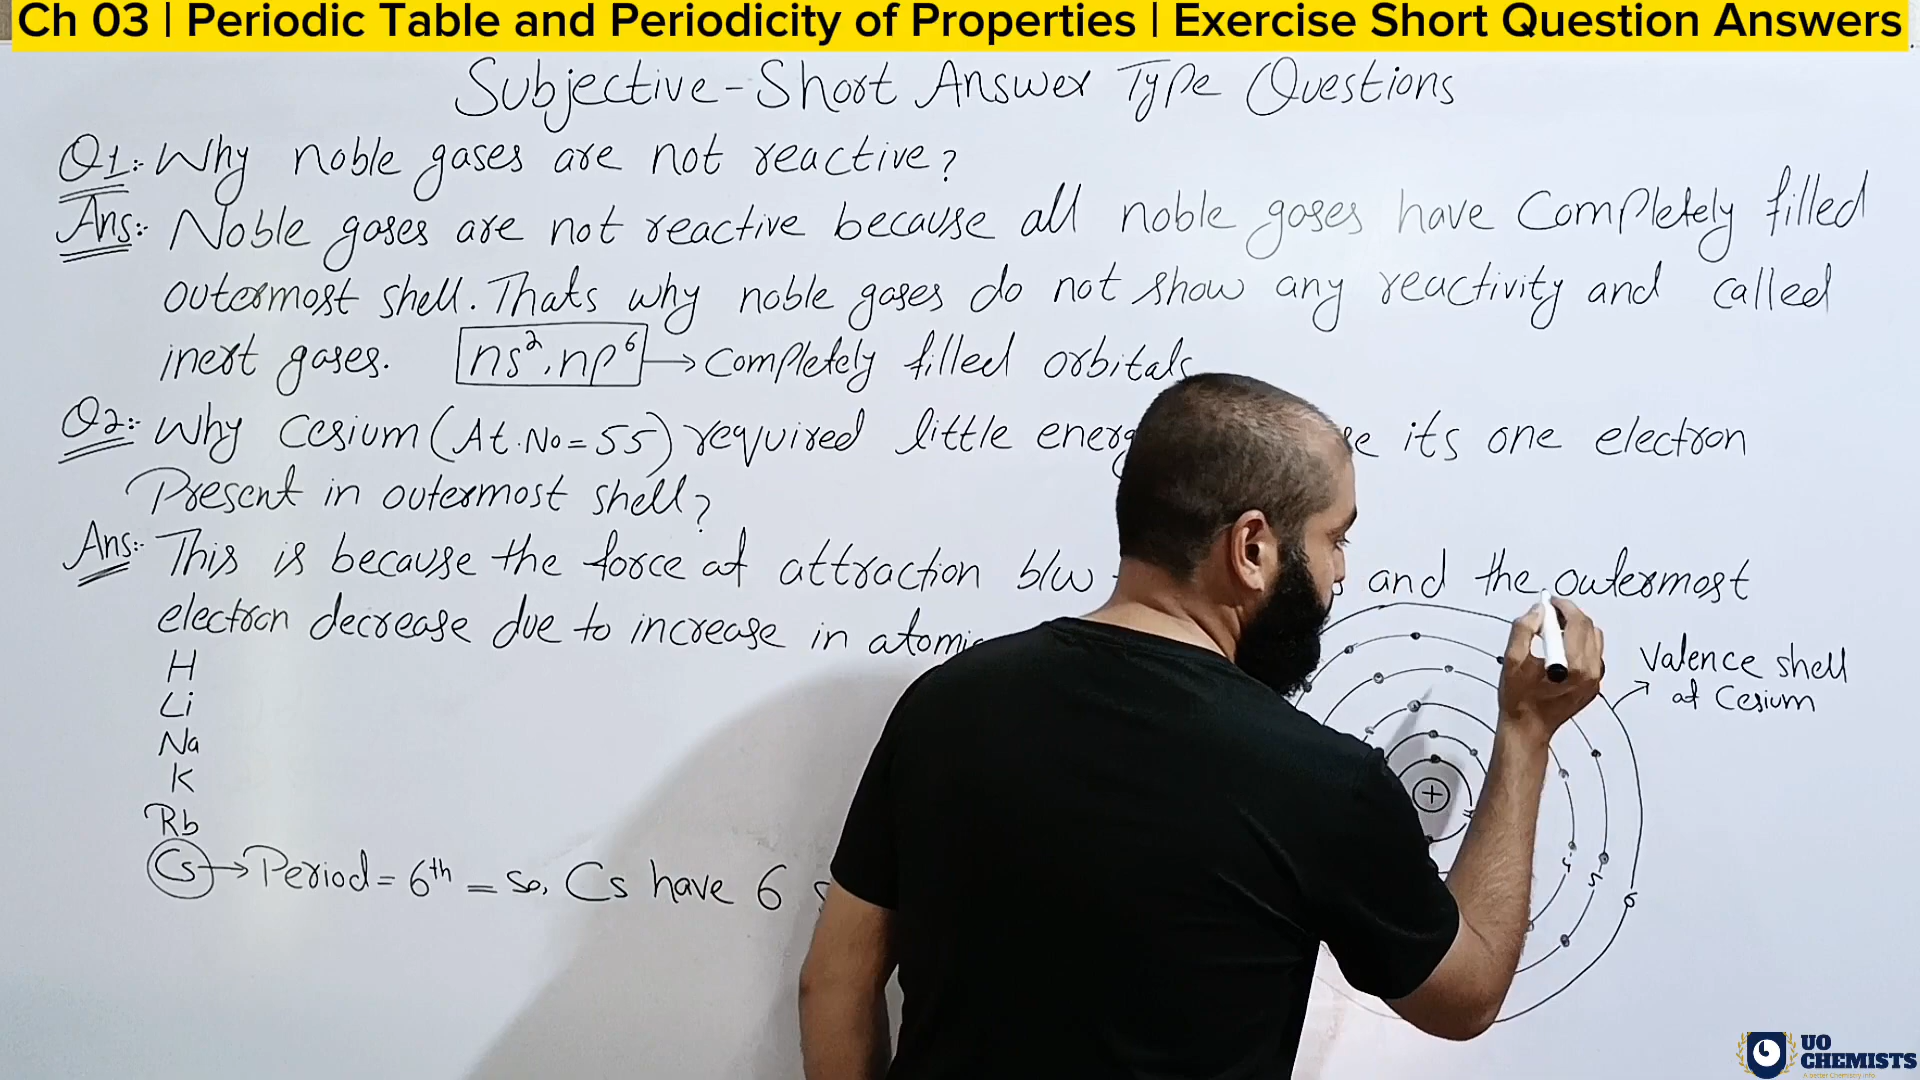 Ch 03 | Periodic Table and Periodicity of Properties | Exercise Short Question Answers
Subjective-Short Answer Type Questions
Q1:- Why noble gases are not reactive?
Ans:- Noble gases are not reactive because all noble gases have Completely filled
outermost shell. Thats why noble gases do not show any reactivity and called
inert gases. ns², np⁶ → Completely filled orbitals
Q2:- Why Cesium (At.No = 55) required little its one electron
Present in outermost shell?
Ans:- This is because the force of attraction b/w and the outermost
electron decrease due to increase in
H
Li
Na
K
Rb
Cs → Period = 6th = So, Cs have 6
Valence shell
of Cesium
+
5
6
UO
CHEMISTS
A better Chemistry info